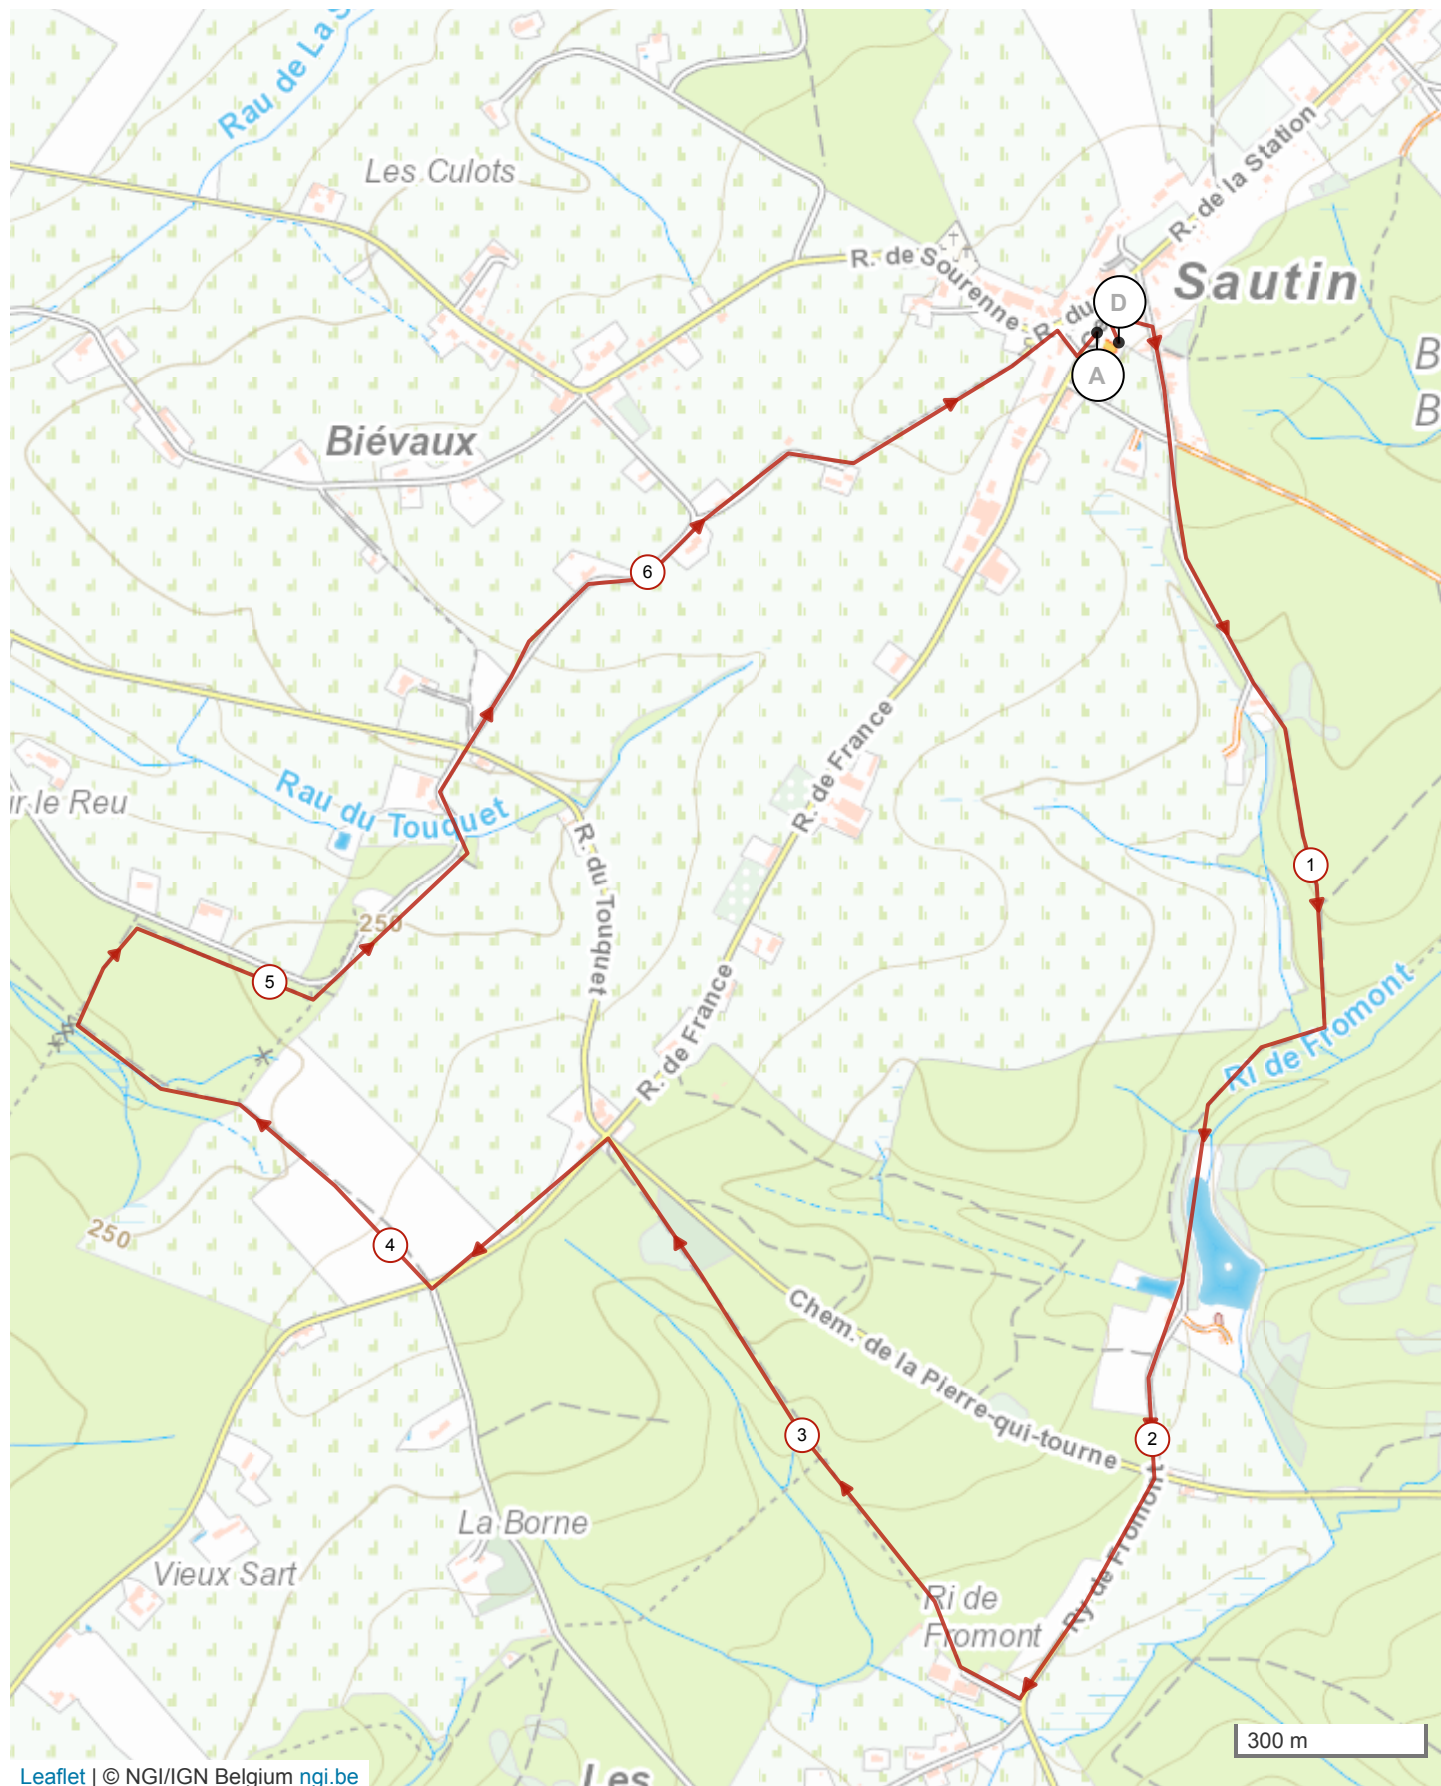 Rau de La S
Les Culots
R. de la Station
R. de Sourenne
Sautin
R. du
D
A
B
B
Biévaux
6
R. de France
Rau du Touquet
ur le Reu
1
R. du Touquet
250
5
R. de France
Ri de Fromont
4
250
Chem. de la Pierre-qui-tourne
3
2
La Borne
Ry de Fromont
Vieux Sart
Ri de
Fromont
300 m
Les
Leaflet | © NGI/IGN Belgium ngi.be